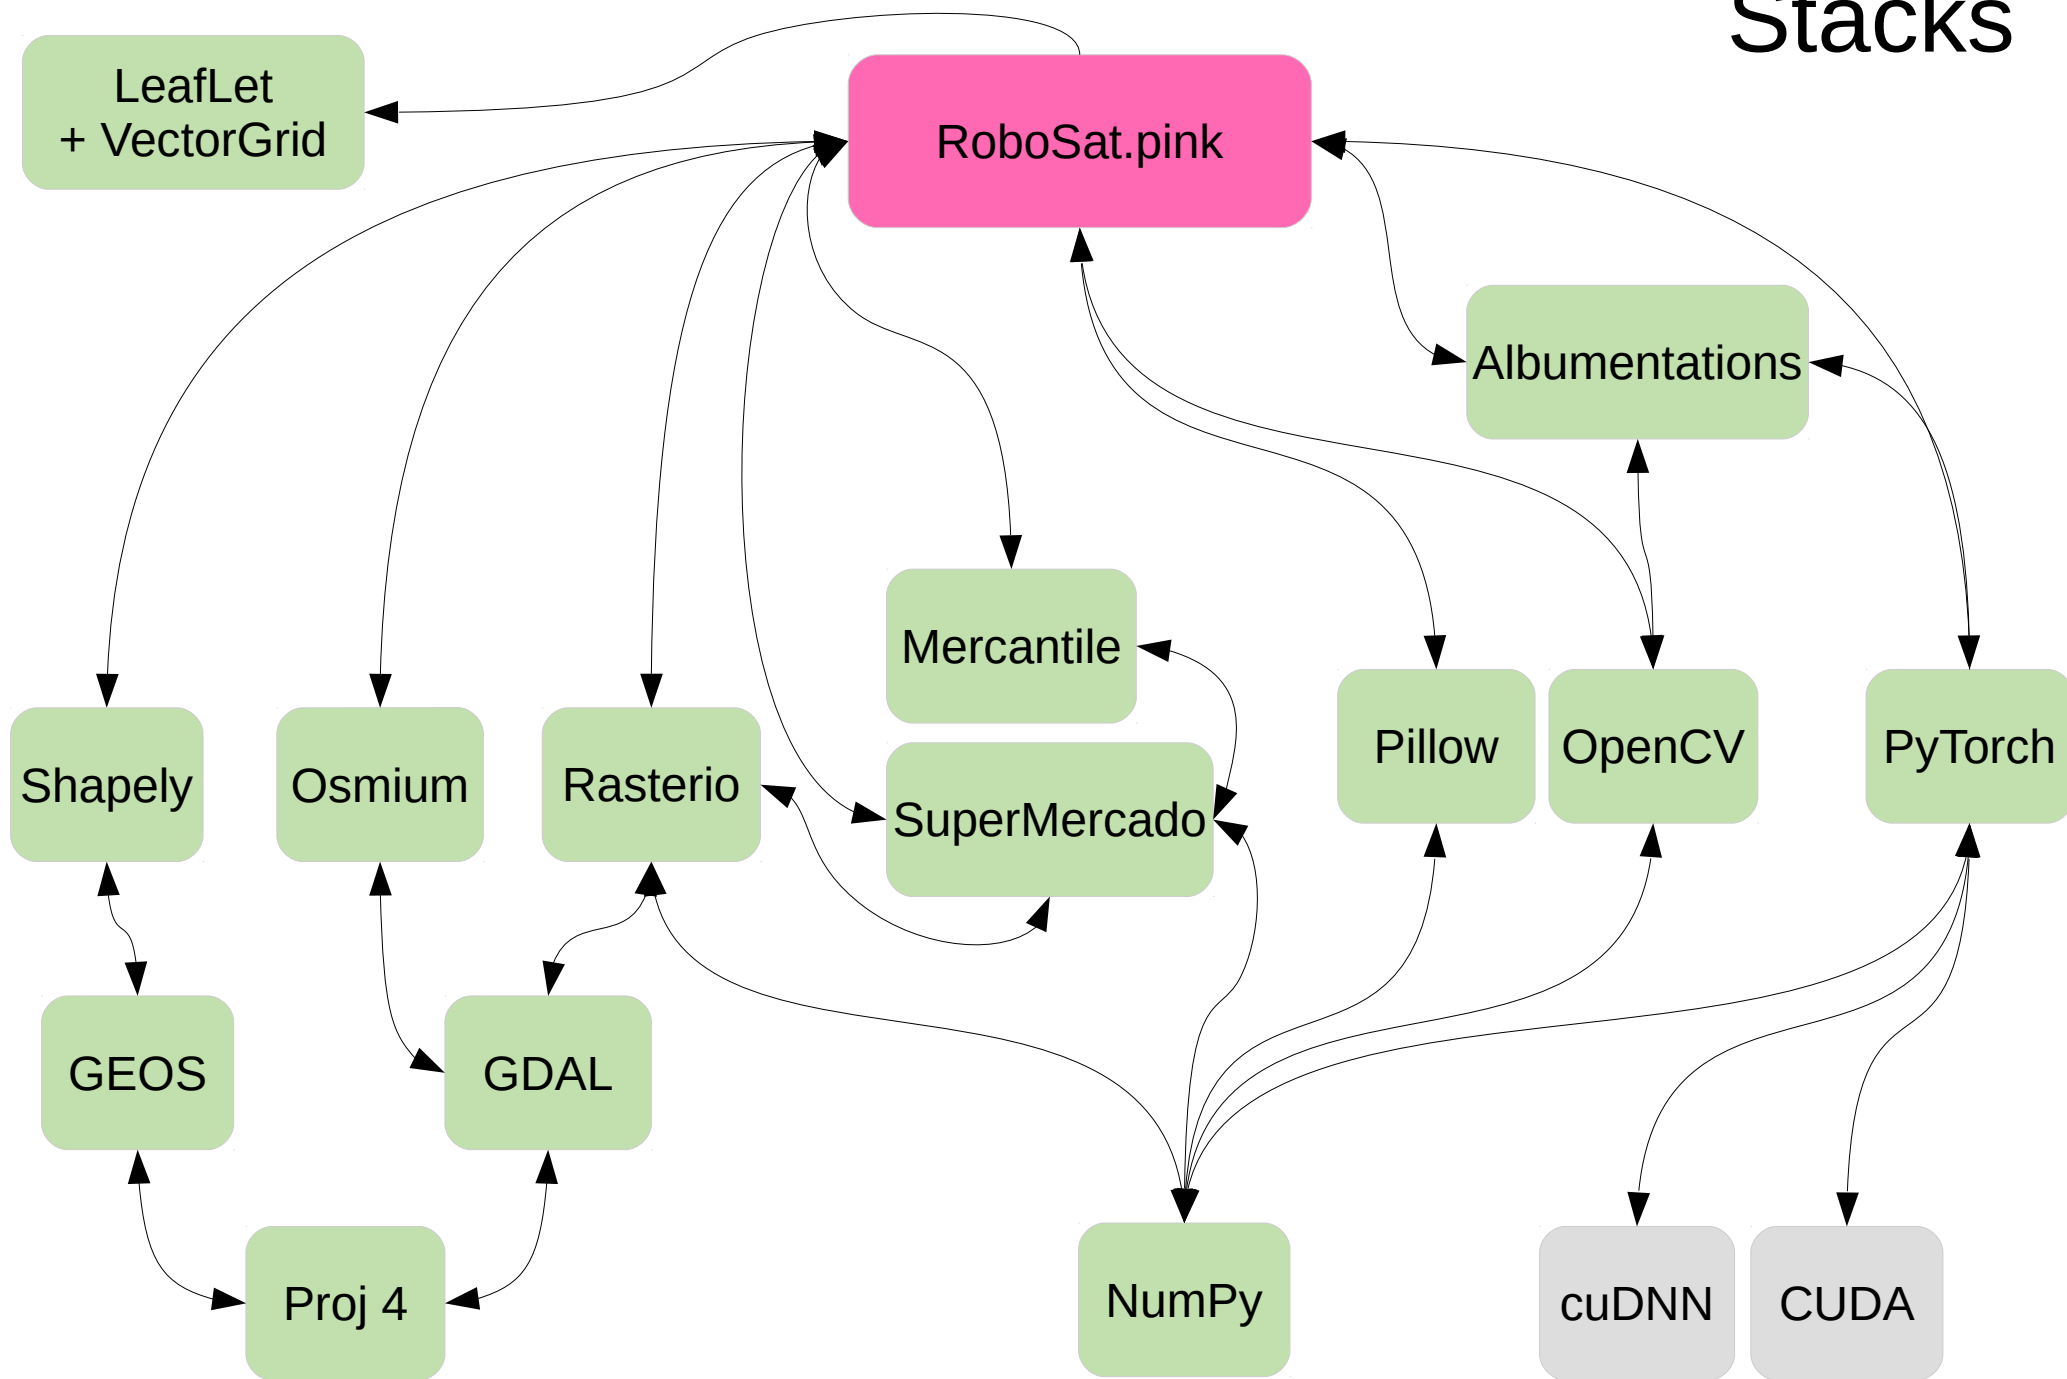 Stacks
LeafLet
+ VectorGrid
RoboSat.pink
Albumentations
Mercantile
Shapely
Osmium
Rasterio
SuperMercado
Pillow
OpenCV
PyTorch
GEOS
GDAL
Proj 4
NumPy
cuDNN
CUDA